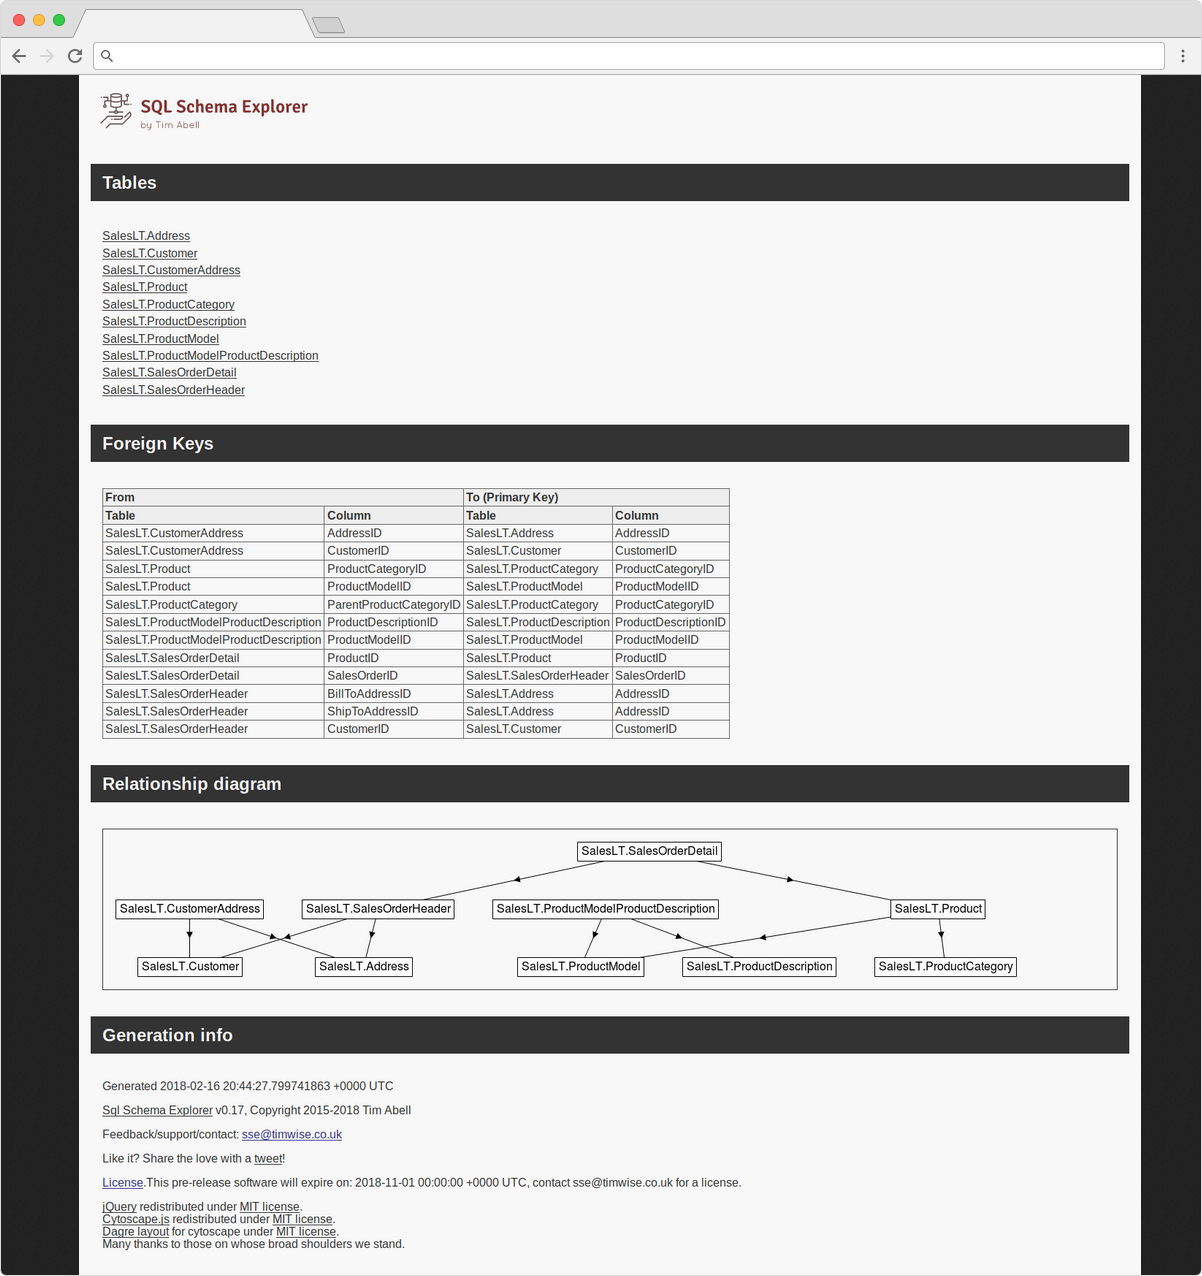 SQL Schema Explorer
by Tim Abell
Tables
SalesLT.Address
SalesLT.Customer
SalesLT.CustomerAddress
SalesLT.Product
SalesLT.ProductCategory
SalesLT.ProductDescription
SalesLT.ProductModel
SalesLT.ProductModelProductDescription
SalesLT.SalesOrderDetail
SalesLT.SalesOrderHeader
Foreign Keys
From To (Primary Key)
Table Column Table Column
SalesLT.CustomerAddress AddressID SalesLT.Address AddressID
SalesLT.CustomerAddress CustomerID SalesLT.Customer CustomerID
SalesLT.Product ProductCategoryID SalesLT.ProductCategory ProductCategoryID
SalesLT.Product ProductModelID SalesLT.ProductModel ProductModelID
SalesLT.ProductCategory ParentProductCategoryID SalesLT.ProductCategory ProductCategoryID
SalesLT.ProductModelProductDescription ProductDescriptionID SalesLT.ProductDescription ProductDescriptionID
SalesLT.ProductModelProductDescription ProductModelID SalesLT.ProductModel ProductModelID
SalesLT.SalesOrderDetail ProductID SalesLT.Product ProductID
SalesLT.SalesOrderDetail SalesOrderID SalesLT.SalesOrderHeader SalesOrderID
SalesLT.SalesOrderHeader BillToAddressID SalesLT.Address AddressID
SalesLT.SalesOrderHeader ShipToAddressID SalesLT.Address AddressID
SalesLT.SalesOrderHeader CustomerID SalesLT.Customer CustomerID
Relationship diagram
SalesLT.SalesOrderDetail
SalesLT.CustomerAddress SalesLT.SalesOrderHeader SalesLT.ProductModelProductDescription SalesLT.Product
SalesLT.Customer SalesLT.Address SalesLT.ProductModel SalesLT.ProductDescription SalesLT.ProductCategory
Generation info
Generated 2018-02-16 20:44:27.799741863 +0000 UTC
Sql Schema Explorer v0.17, Copyright 2015-2018 Tim Abell
Feedback/support/contact: sse@timwise.co.uk
Like it? Share the love with a tweet!
License.This pre-release software will expire on: 2018-11-01 00:00:00 +0000 UTC, contact sse@timwise.co.uk for a license.
jQuery redistributed under MIT license.
Cytoscape.js redistributed under MIT license.
Dagre layout for cytoscape under MIT license.
Many thanks to those on whose broad shoulders we stand.